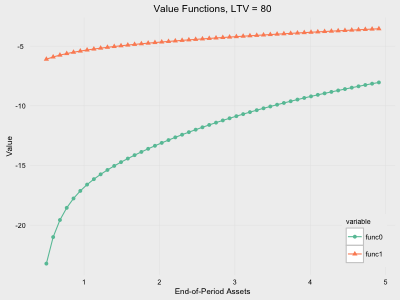 Value Functions, LTV = 80
-5
-10
-15
-20
Value
1 2 3 4 5
End-of-Period Assets
variable
func0
func1